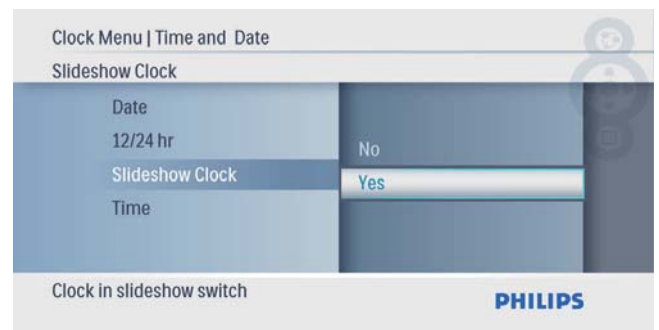 Clock Menu | Time and Date
Slideshow Clock
Date
12/24 hr
Slideshow Clock
Time
No
Yes
Clock in slideshow switch
PHILIPS